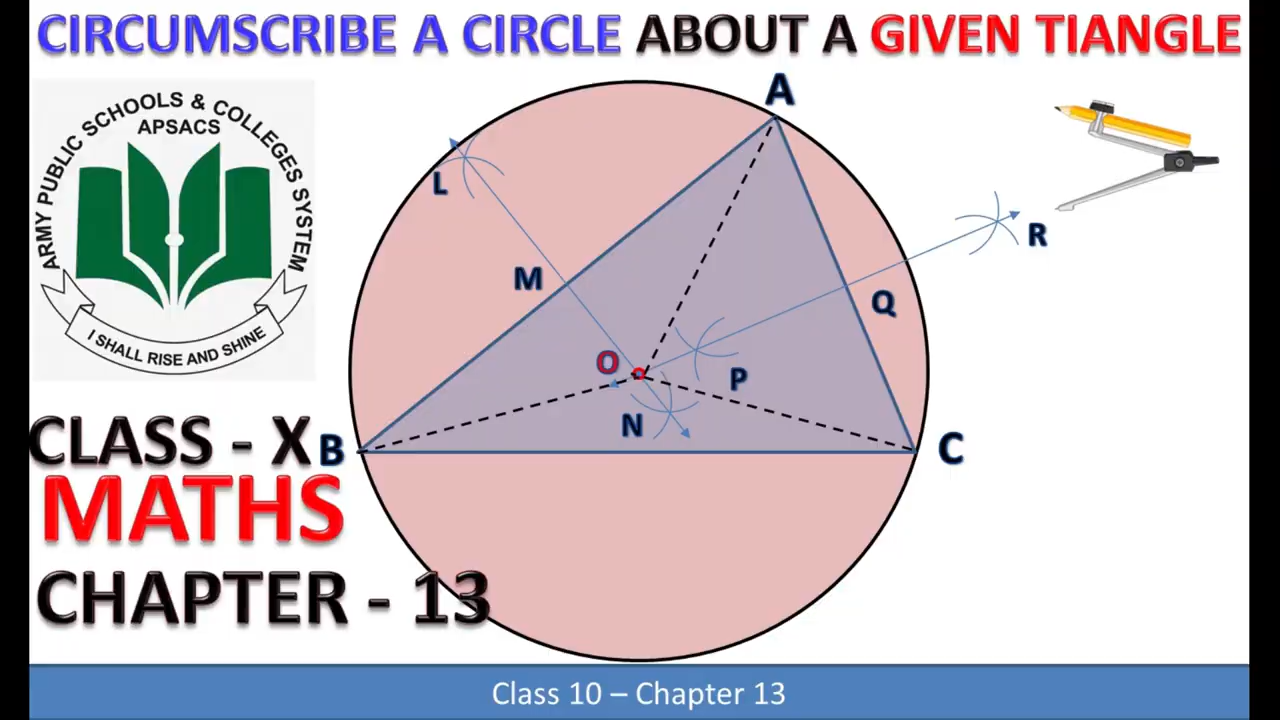 CIRCUMSCRIBE A CIRCLE ABOUT A GIVEN TIANGLE
ARMY PUBLIC SCHOOLS & COLLEGES SYSTEM
APSACS
I SHALL RISE AND SHINE
A
L
R
M
Q
O
P
N
B
C
CLASS - X
MATHS
CHAPTER - 13
Class 10 – Chapter 13